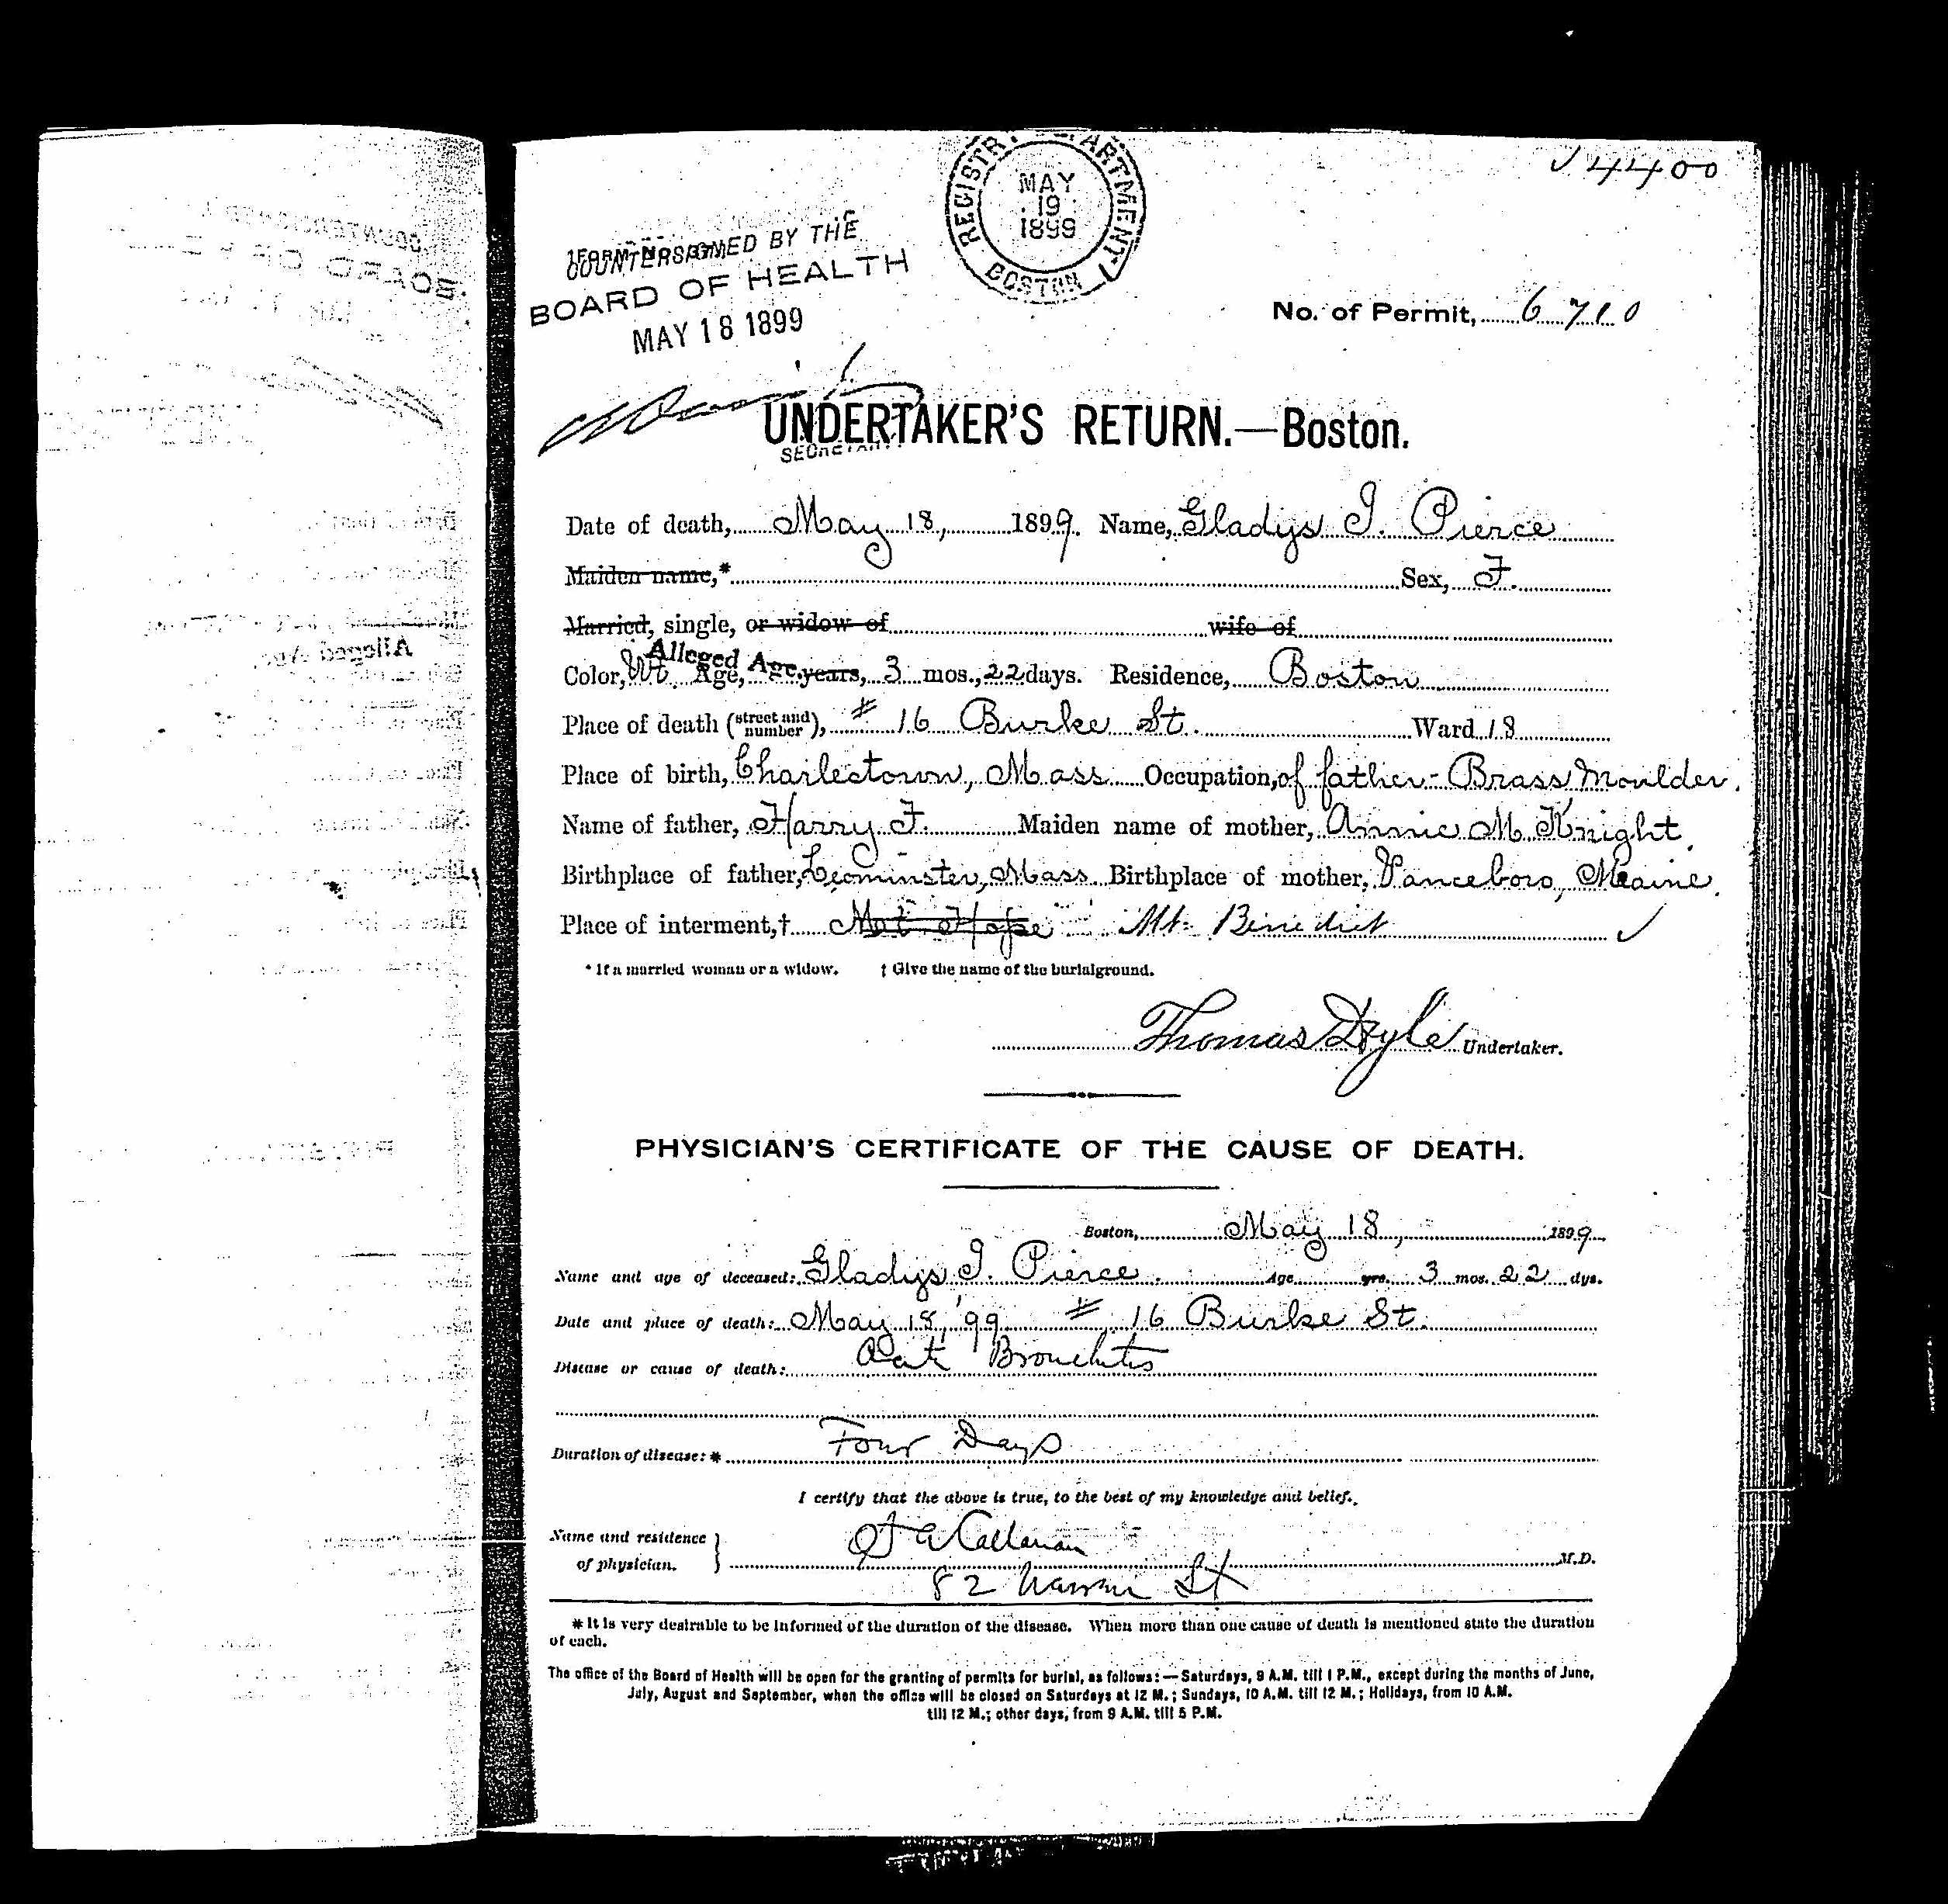 4400
REGISTR ARTMENT
MAY
19
1899
BOSTON
COUNTERSIGNED BY THE
BOARD OF HEALTH
MAY 18 1899
No. of Permit, 6710
UNDERTAKER'S RETURN.—Boston.
SECRETARY.
Date of death, May 18, 1899. Name, Gladys I. Pierce
Maiden name,* Sex, F.
Married, single, or widow of wife of
Alleged Age
Color, Wt. Age, years, 3 mos., 22 days. Residence, Boston
Place of death (street and number), # 16 Burke St. Ward 18
Place of birth, Charlestown, Mass Occupation, of father - Brass Moulder.
Name of father, Harry F. Maiden name of mother, Annie M. Knight.
Birthplace of father, Leominster, Mass. Birthplace of mother, Vanceboro, Maine.
Place of interment,† Mt Hope Mt. Benedict
* If a married woman or a widow. † Give the name of the burialground.
Thomas Doyle Undertaker.
PHYSICIAN'S CERTIFICATE OF THE CAUSE OF DEATH.
Boston, May 18, 1899
Name and age of deceased: Gladys I. Pierce. Age yrs. 3 mos. 22 dys.
Date and place of death: May 18, '99 # 16 Burke St.
Disease or cause of death: Bronchitis
Duration of disease:* Four Days
I certify that the above is true, to the best of my knowledge and belief.
Name and residence of physician. Callanan M.D.
82 Warren St
* It is very desirable to be informed of the duration of the disease. When more than one cause of death is mentioned state the duration
of each.
The office of the Board of Health will be open for the granting of permits for burial, as follows:—Saturdays, 9 A.M. till 1 P.M., except during the months of June,
July, August and September, when the office will be closed on Saturdays at 12 M.; Sundays, 10 A.M. till 12 M.; Holidays, from 10 A.M.
till 12 M.; other days, from 9 A.M. till 5 P.M.